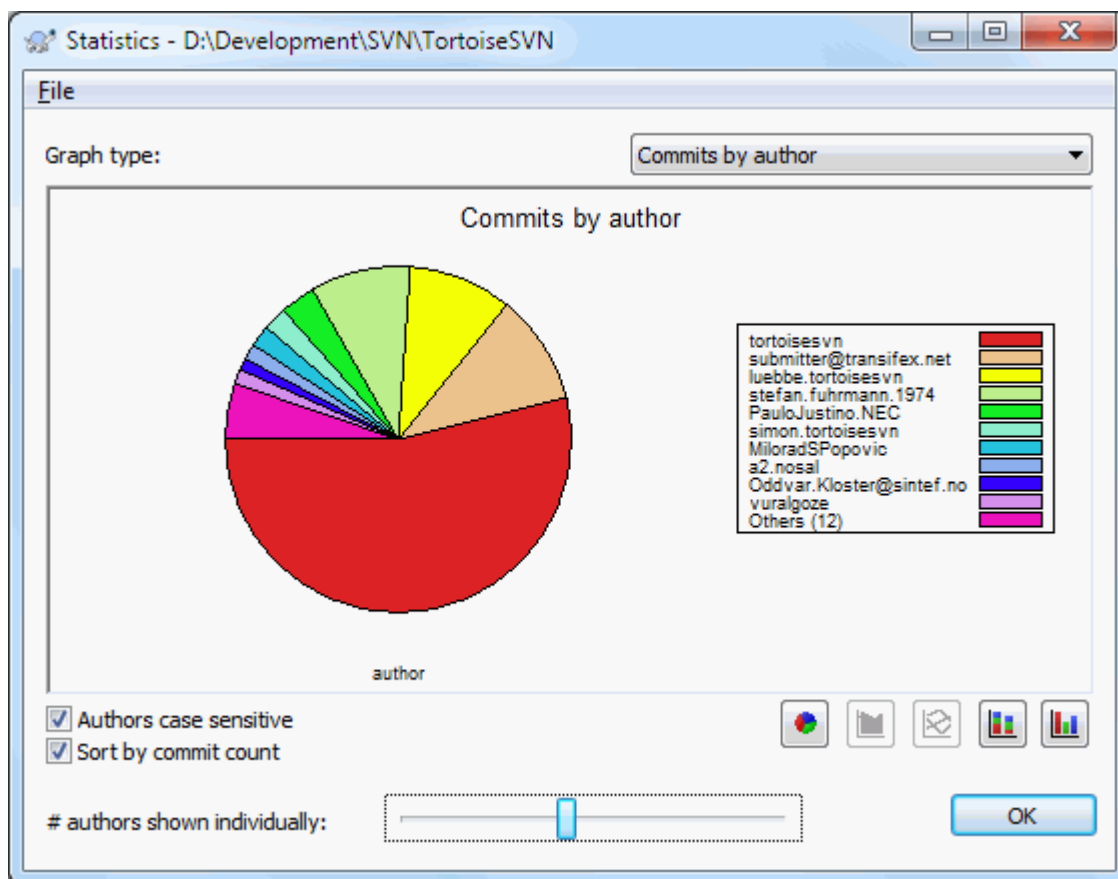 Statistics - D:\Development\SVN\TortoiseSVN
File
Graph type:
Commits by author
Commits by author
tortoisesvn
submitter@transifex.net
luebbe.tortoisesvn
stefan.fuhrmann.1974
PauloJustino.NEC
simon.tortoisesvn
MiloradSPopovic
a2.nosal
Oddvar.Kloster@sintef.no
vuralgoze
Others (12)
author
Authors case sensitive
Sort by commit count
# authors shown individually:
OK